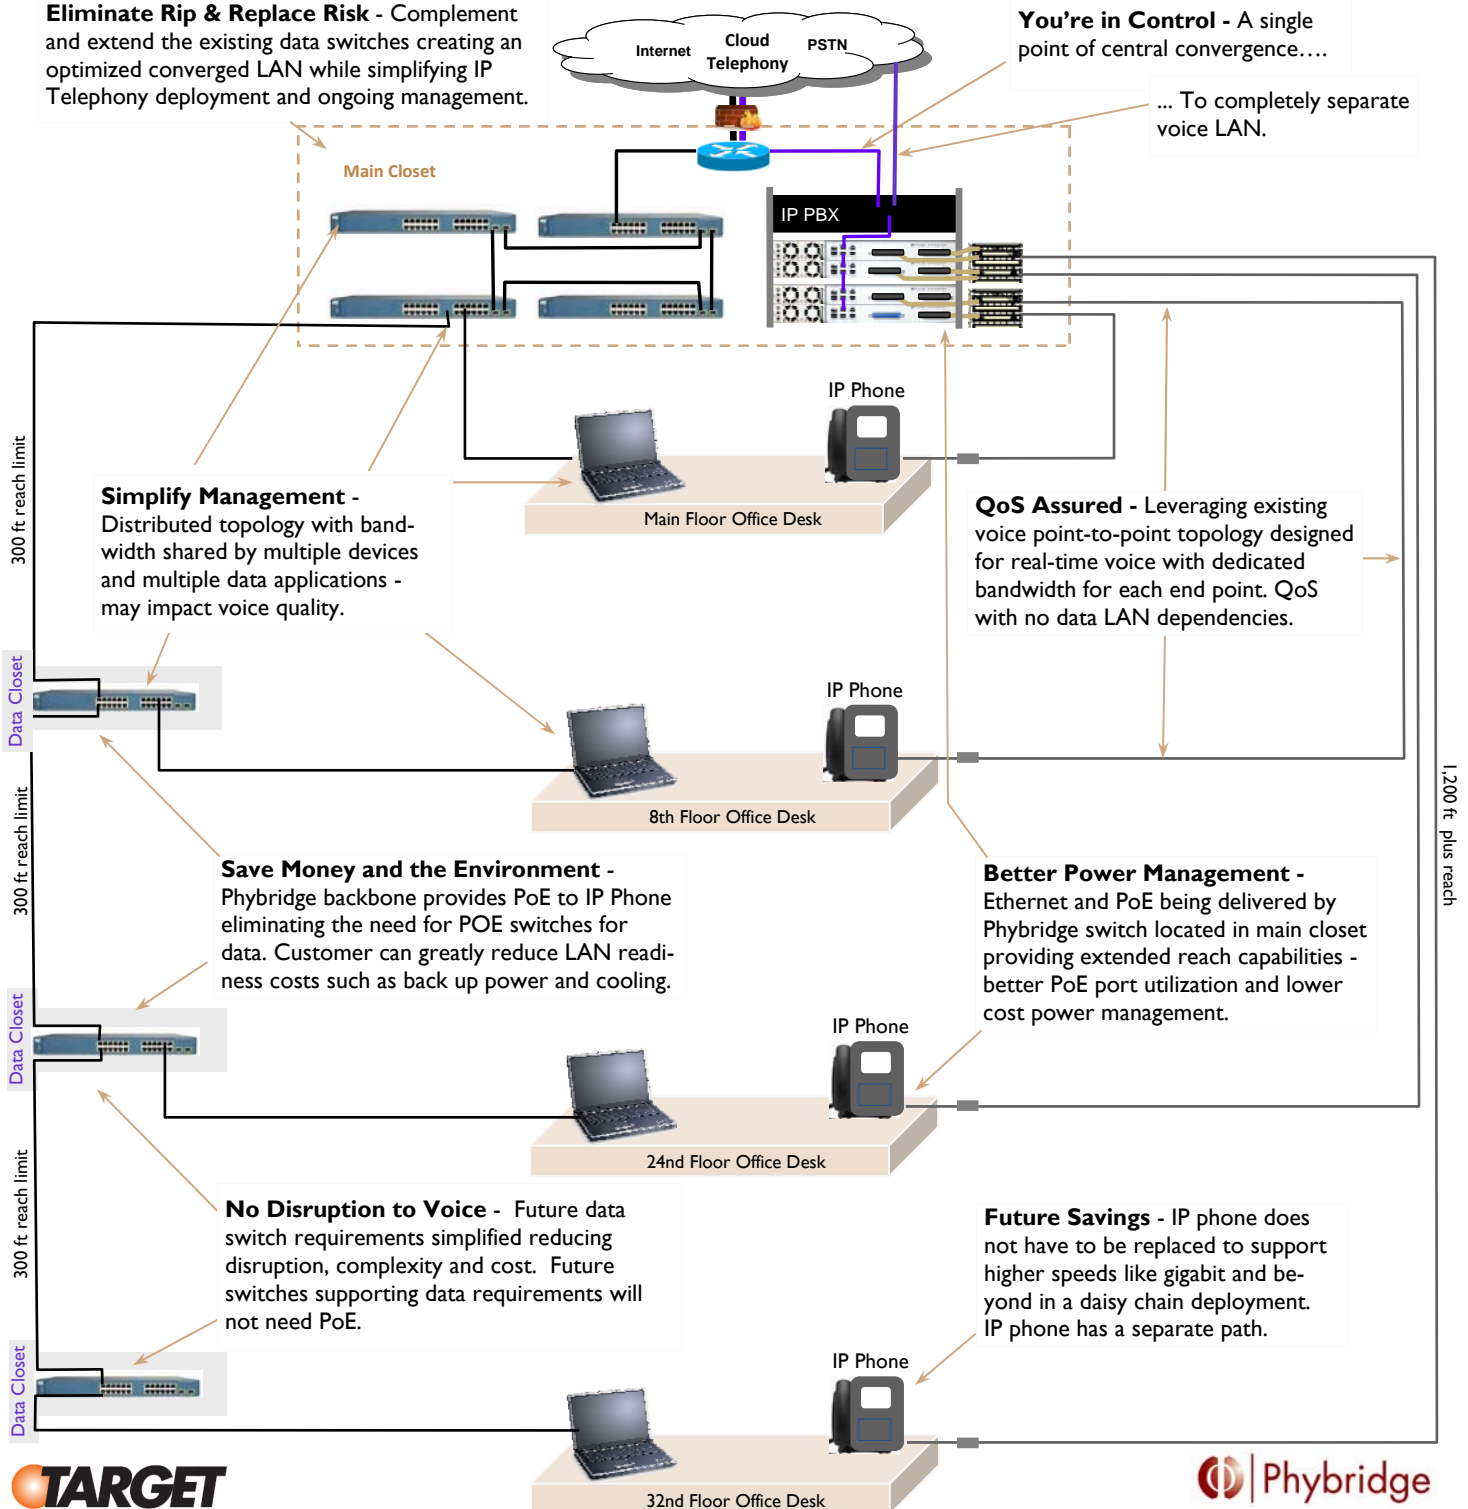 Eliminate Rip & Replace Risk - Complement
and extend the existing data switches creating an
optimized converged LAN while simplifying IP
Telephony deployment and ongoing management.
Internet
Cloud
Telephony
PSTN
You're in Control - A single
point of central convergence....
... To completely separate
voice LAN.
Main Closet
IP PBX
IP Phone
Main Floor Office Desk
300 ft reach limit
Simplify Management -
Distributed topology with band-
width shared by multiple devices
and multiple data applications -
may impact voice quality.
QoS Assured - Leveraging existing
voice point-to-point topology designed
for real-time voice with dedicated
bandwidth for each end point. QoS
with no data LAN dependencies.
Data Closet
IP Phone
8th Floor Office Desk
300 ft reach limit
1,200 ft plus reach
Save Money and the Environment -
Phybridge backbone provides PoE to IP Phone
eliminating the need for POE switches for
data. Customer can greatly reduce LAN readi-
ness costs such as back up power and cooling.
Better Power Management -
Ethernet and PoE being delivered by
Phybridge switch located in main closet
providing extended reach capabilities -
better PoE port utilization and lower
cost power management.
Data Closet
IP Phone
24nd Floor Office Desk
300 ft reach limit
No Disruption to Voice - Future data
switch requirements simplified reducing
disruption, complexity and cost. Future
switches supporting data requirements will
not need PoE.
Future Savings - IP phone does
not have to be replaced to support
higher speeds like gigabit and be-
yond in a daisy chain deployment.
IP phone has a separate path.
Data Closet
IP Phone
32nd Floor Office Desk
TARGET
Phybridge